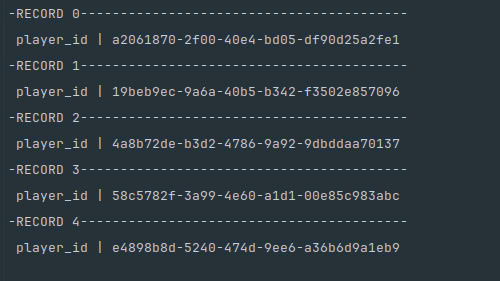 -RECORD 0-----------------------------------------
 player_id | a2061870-2f00-40e4-bd05-df90d25a2fe1
-RECORD 1-----------------------------------------
 player_id | 19beb9ec-9a6a-40b5-b342-f3502e857096
-RECORD 2-----------------------------------------
 player_id | 4a8b72de-b3d2-4786-9a92-9dbddaa70137
-RECORD 3-----------------------------------------
 player_id | 58c5782f-3a99-4e60-a1d1-00e85c983abc
-RECORD 4-----------------------------------------
 player_id | e4898b8d-5240-474d-9ee6-a36b6d9a1eb9